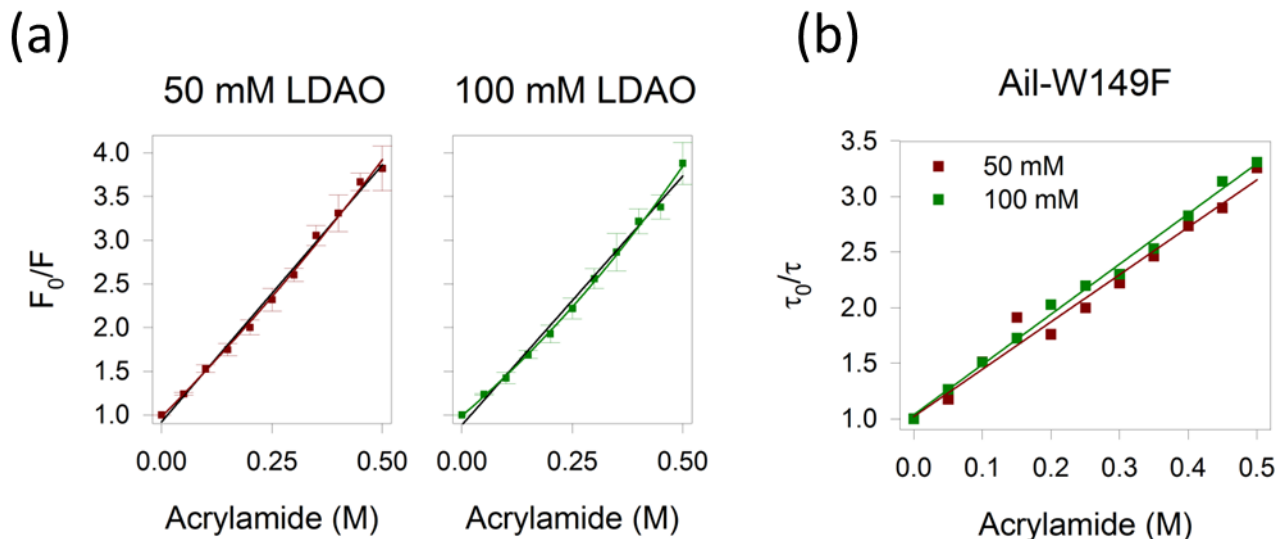 (a)
50 mM LDAO
100 mM LDAO
F₀/F
4.0
3.5
3.0
2.5
2.0
1.5
1.0
0.00 0.25 0.50
0.00 0.25 0.50
Acrylamide (M)
Acrylamide (M)
(b)
Ail-W149F
50 mM
100 mM
τ₀/τ
3.5
3.0
2.5
2.0
1.5
1.0
0.0 0.1 0.2 0.3 0.4 0.5
Acrylamide (M)